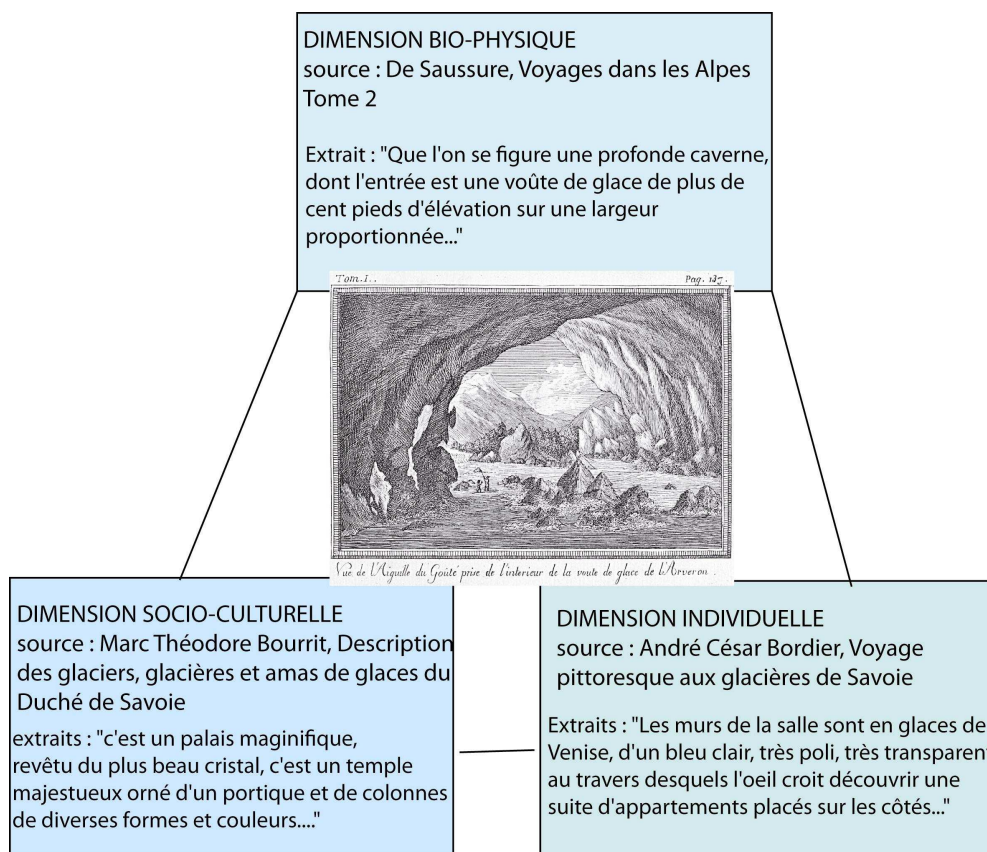 DIMENSION BIO-PHYSIQUE
source : De Saussure, Voyages dans les Alpes
Tome 2
Extrait : "Que l'on se figure une profonde caverne,
dont l'entrée est une voûte de glace de plus de
cent pieds d'élévation sur une largeur
proportionnée..."
Tom. I..
Pag. 137.
Vuë de l'Aiguille du Goûté prise de l'interieur de la voute de glace de l'Arveron.
DIMENSION SOCIO-CULTURELLE
source : Marc Théodore Bourrit, Description
des glaciers, glacières et amas de glaces du
Duché de Savoie
extraits : "c'est un palais maginifique,
revêtu du plus beau cristal, c'est un temple
majestueux orné d'un portique et de colonnes
de diverses formes et couleurs...."
DIMENSION INDIVIDUELLE
source : André César Bordier, Voyage
pittoresque aux glacières de Savoie
Extraits : "Les murs de la salle sont en glaces de
Venise, d'un bleu clair, très poli, très transparent
au travers desquels l'oeil croit découvrir une
suite d'appartements placés sur les côtés..."